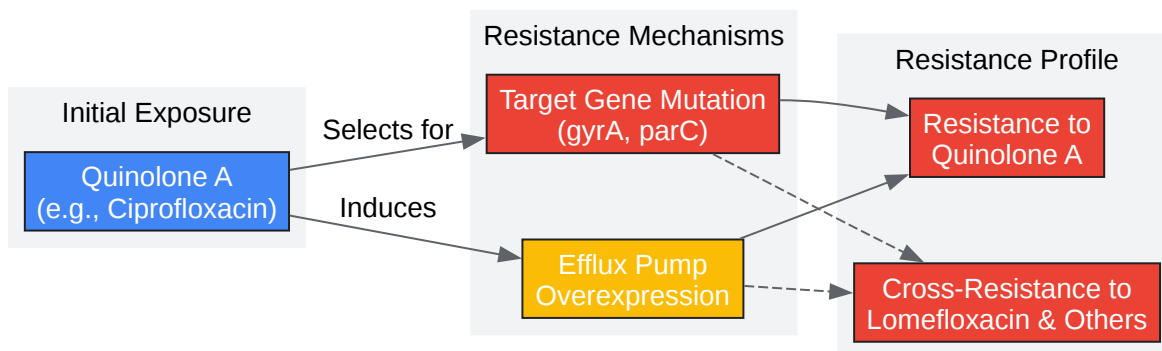 Initial Exposure
Quinolone A
(e.g., Ciprofloxacin)
Selects for
Induces
Resistance Mechanisms
Target Gene Mutation
(gyrA, parC)
Efflux Pump
Overexpression
Resistance Profile
Resistance to
Quinolone A
Cross-Resistance to
Lomefloxacin & Others